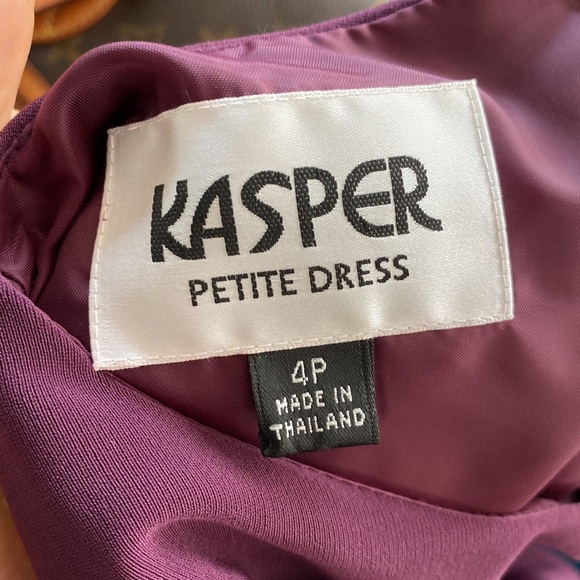 KASPER
PETITE DRESS
4P
MADE IN
THAILAND